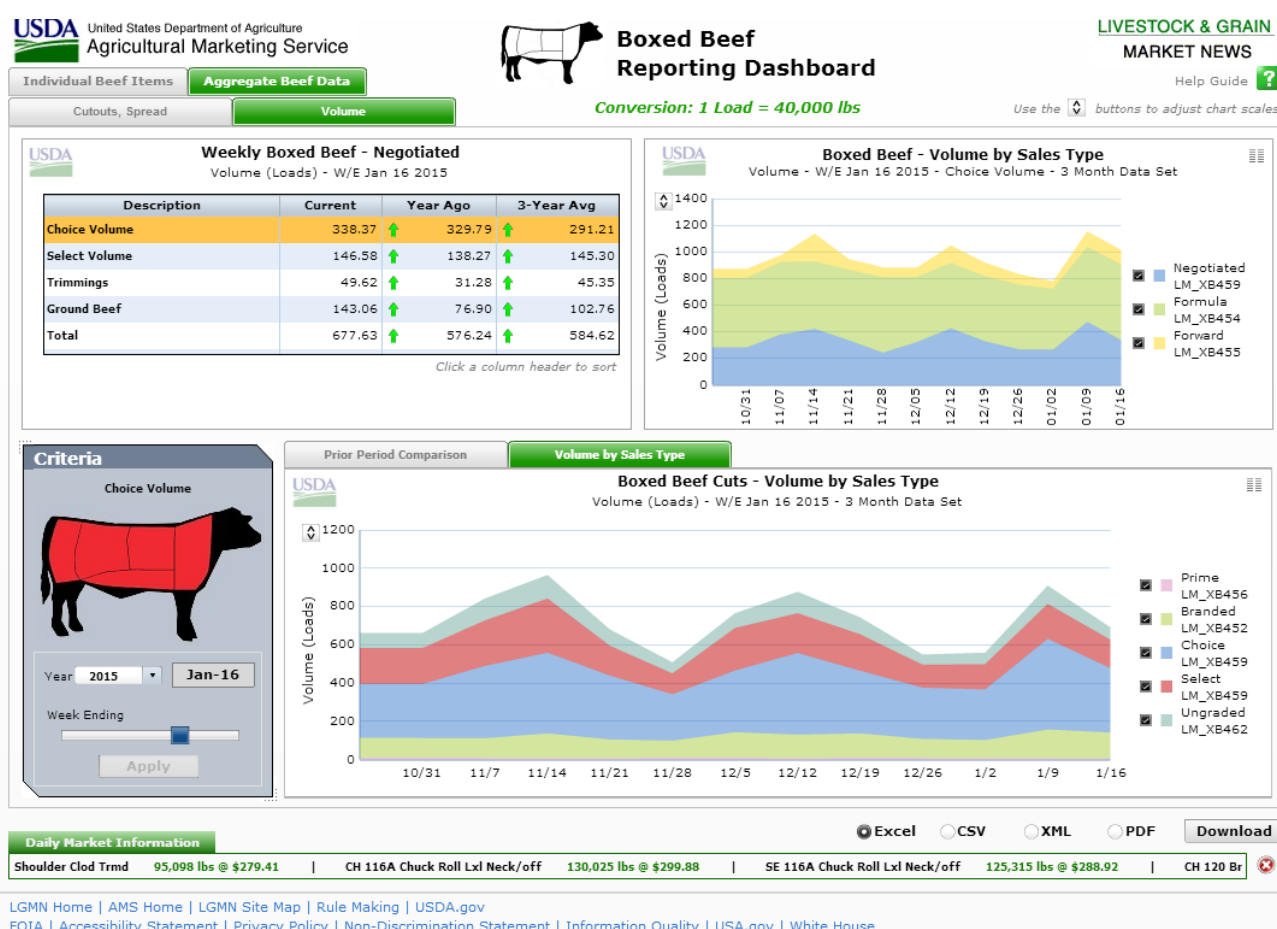 USDA United States Department of Agriculture
Agricultural Marketing Service
Boxed Beef
Reporting Dashboard
LIVESTOCK & GRAIN
MARKET NEWS
Individual Beef Items
Aggregate Beef Data
Help Guide ?
Cutouts, Spread
Volume
Conversion: 1 Load = 40,000 lbs
Use the buttons to adjust chart scales
USDA
Weekly Boxed Beef - Negotiated
Volume (Loads) - W/E Jan 16 2015
Description Current Year Ago 3-Year Avg
Choice Volume 338.37 329.79 291.21
Select Volume 146.58 138.27 145.30
Trimmings 49.62 31.28 45.35
Ground Beef 143.06 76.90 102.76
Total 677.63 576.24 584.62
Click a column header to sort
USDA
Boxed Beef - Volume by Sales Type
Volume - W/E Jan 16 2015 - Choice Volume - 3 Month Data Set
Volume (Loads)
1400
1200
1000
800
600
400
200
0
10/31 11/07 11/14 11/21 11/28 12/05 12/12 12/19 12/26 01/02 01/09 01/16
Negotiated
LM_XB459
Formula
LM_XB454
Forward
LM_XB455
Criteria
Choice Volume
Year 2015 Jan-16
Week Ending
Apply
Prior Period Comparison
Volume by Sales Type
USDA
Boxed Beef Cuts - Volume by Sales Type
Volume (Loads) - W/E Jan 16 2015 - 3 Month Data Set
Volume (Loads)
1200
1000
800
600
400
200
0
10/31 11/7 11/14 11/21 11/28 12/5 12/12 12/19 12/26 1/2 1/9 1/16
Prime
LM_XB456
Branded
LM_XB452
Choice
LM_XB459
Select
LM_XB459
Ungraded
LM_XB462
Excel CSV XML PDF Download
Daily Market Information
Shoulder Clod Trmd 95,098 lbs @ $279.41 | CH 116A Chuck Roll Lxl Neck/off 130,025 lbs @ $299.88 | SE 116A Chuck Roll Lxl Neck/off 125,315 lbs @ $288.92 | CH 120 Br
LGMN Home | AMS Home | LGMN Site Map | Rule Making | USDA.gov
FOIA | Accessibility Statement | Privacy Policy | Non-Discrimination Statement | Information Quality | USA.gov | White House